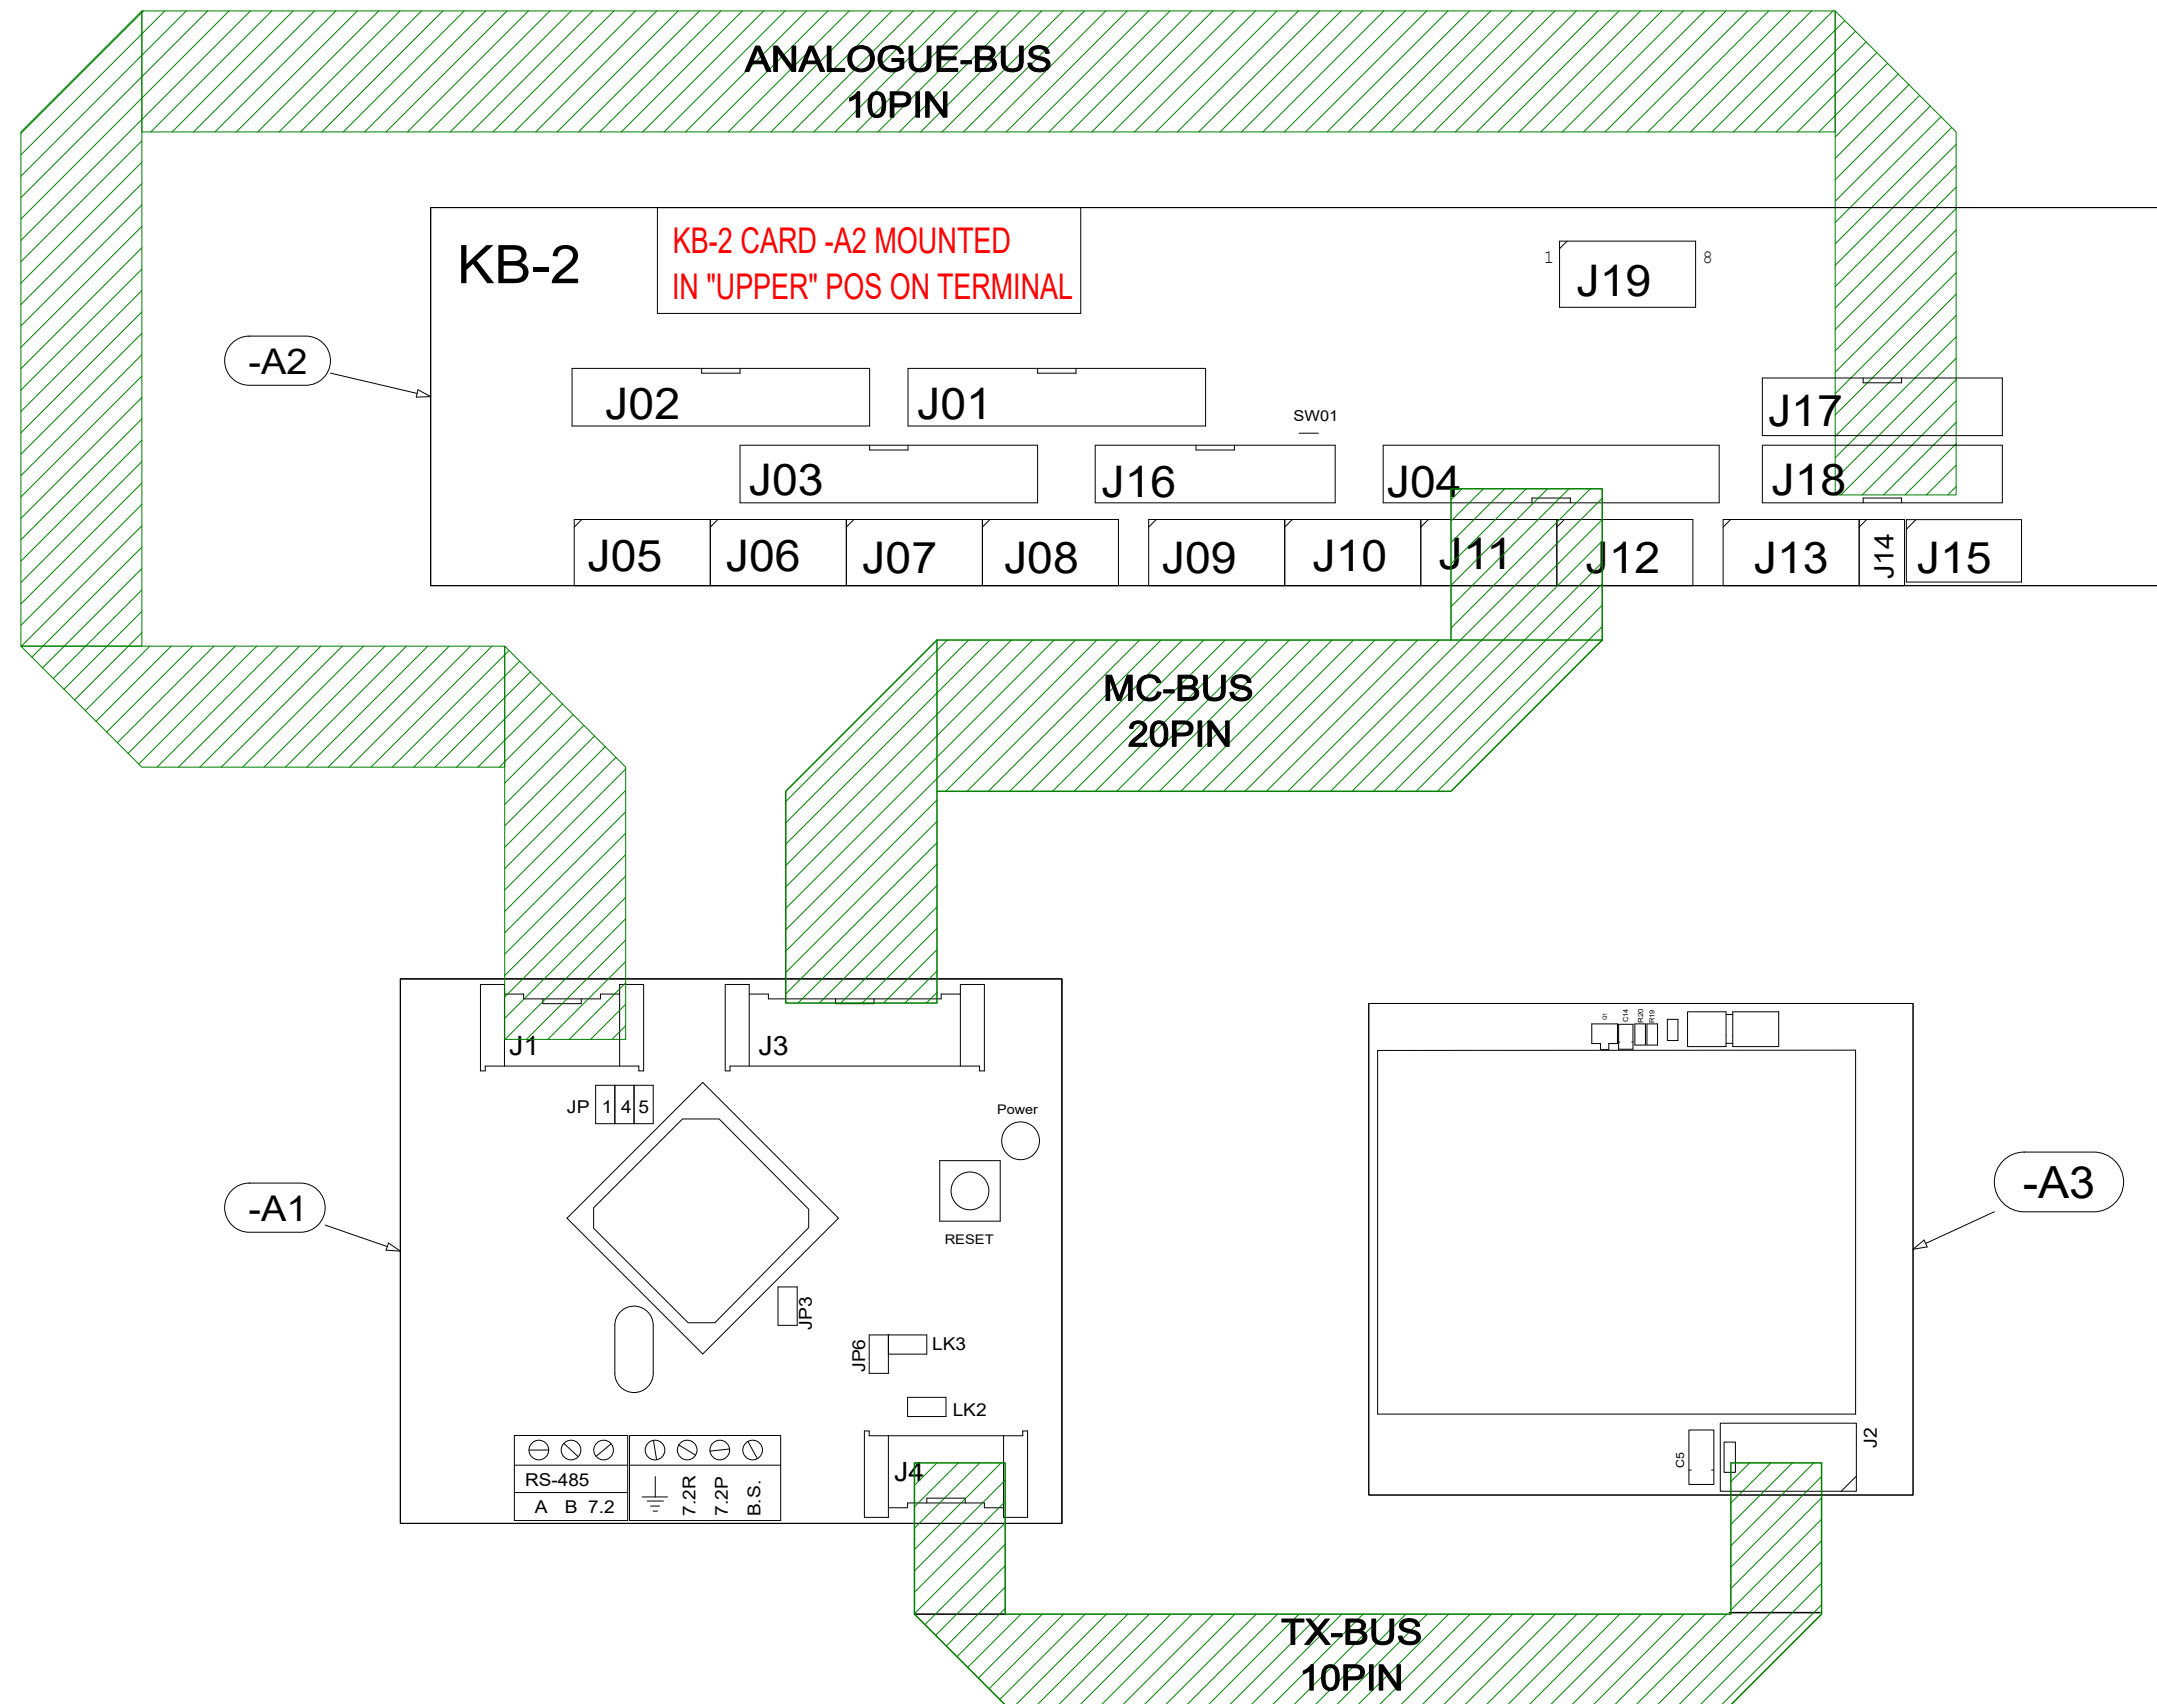 ANALOGUE-BUS
10PIN
KB-2
KB-2 CARD -A2 MOUNTED
IN "UPPER" POS ON TERMINAL
1
J19
8
-A2
J02
J01
SW01
J17
J03
J16
J04
J18
J05
J06
J07
J08
J09
J10
J11
J12
J13
J14
J15
MC-BUS
20PIN
J1
J3
JP 1 4 5
Power
RESET
-A1
JP3
JP6
LK3
LK2
J4
RS-485
A B 7.2
7.2R
7.2P
B.S.
C14
R20
R19
-A3
C5
J2
TX-BUS
10PIN